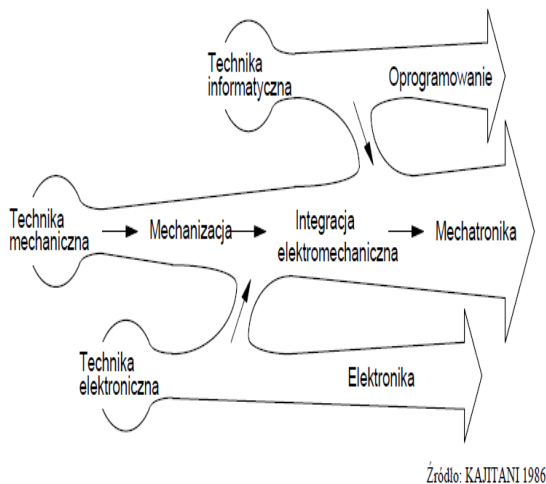 Technika
informatyczna
Oprogramowanie
Technika
mechaniczna
Mechanizacja
Integracja
elektromechaniczna
Mechatronika
Technika
elektroniczna
Elektronika
Źródło: KAJITANI 1986